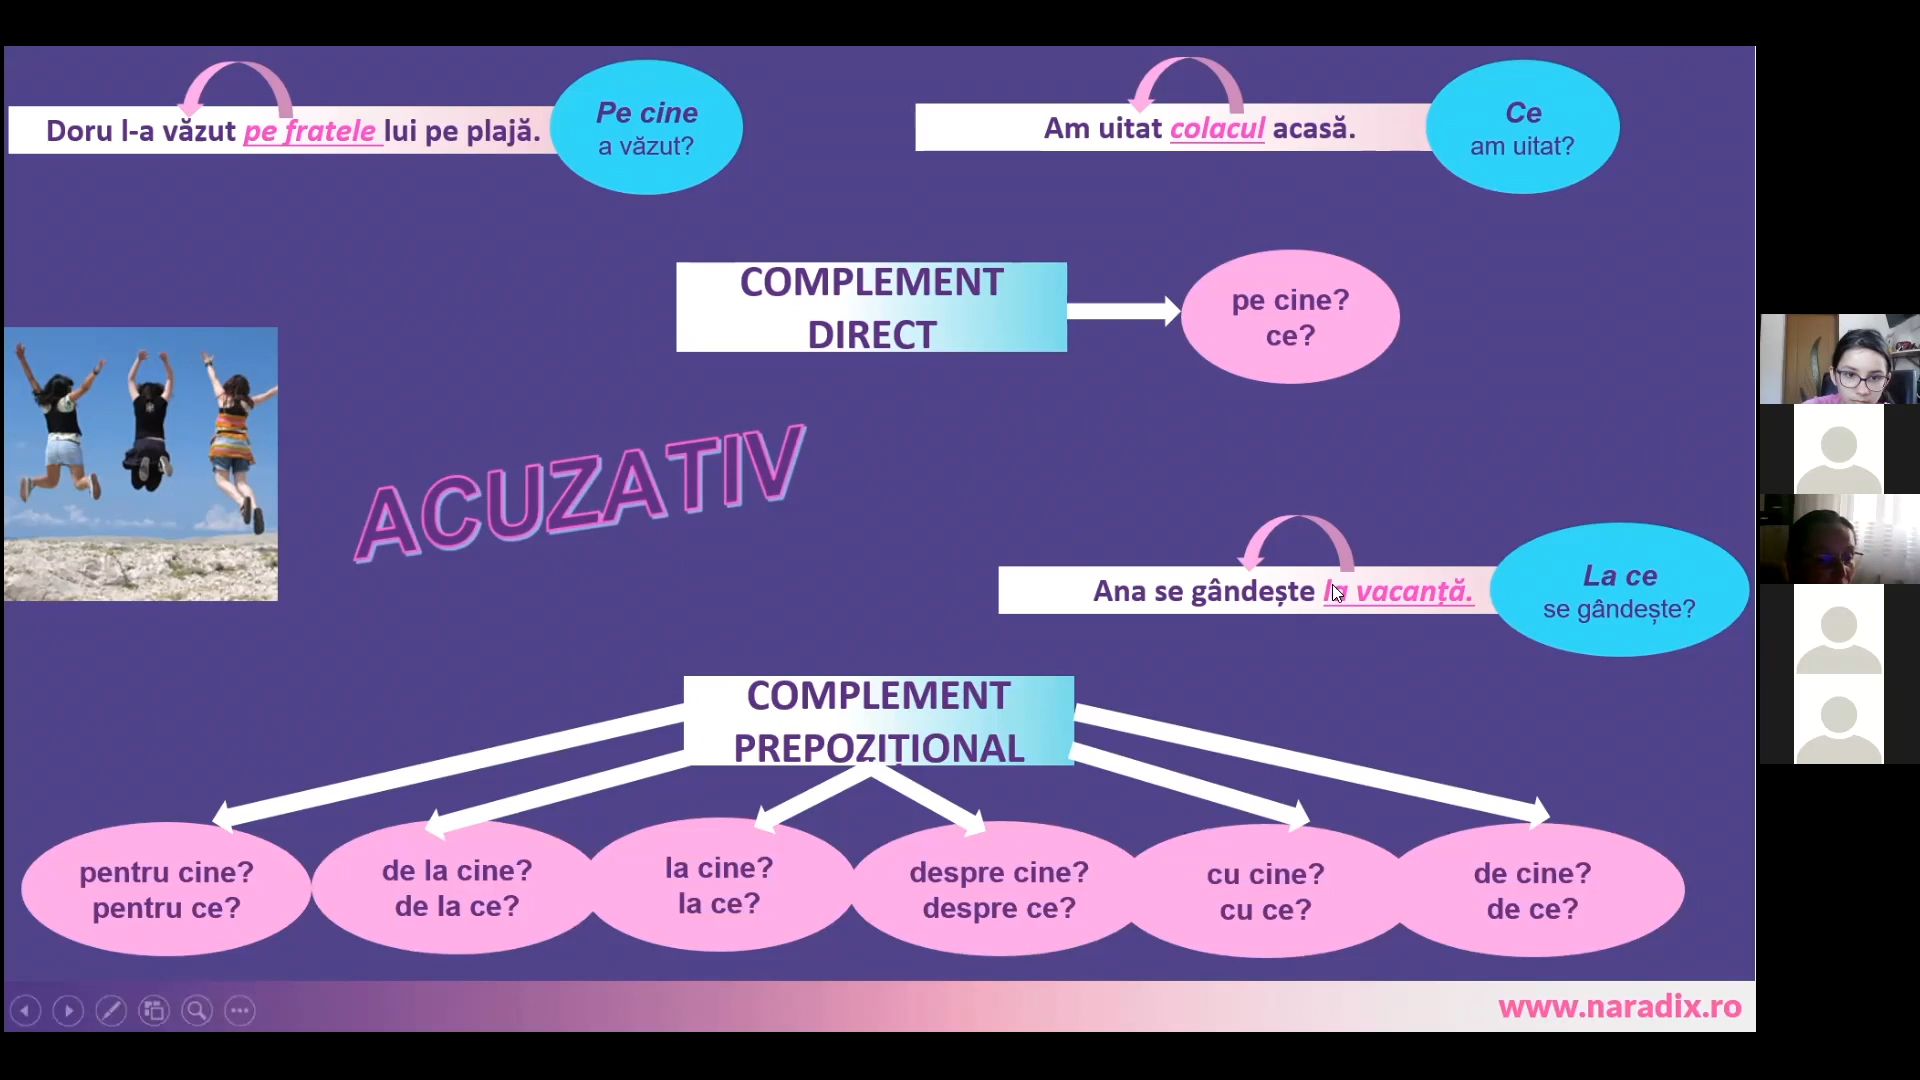 Doru l-a văzut pe fratele lui pe plajă.
Pe cine
a văzut?
Am uitat colacul acasă.
Ce
am uitat?
COMPLEMENT
DIRECT
pe cine?
ce?
ACUZATIV
Ana se gândește la vacanță.
La ce
se gândește?
COMPLEMENT
PREPOZIȚIONAL
pentru cine?
pentru ce?
de la cine?
de la ce?
la cine?
la ce?
despre cine?
despre ce?
cu cine?
cu ce?
de cine?
de ce?
www.naradix.ro